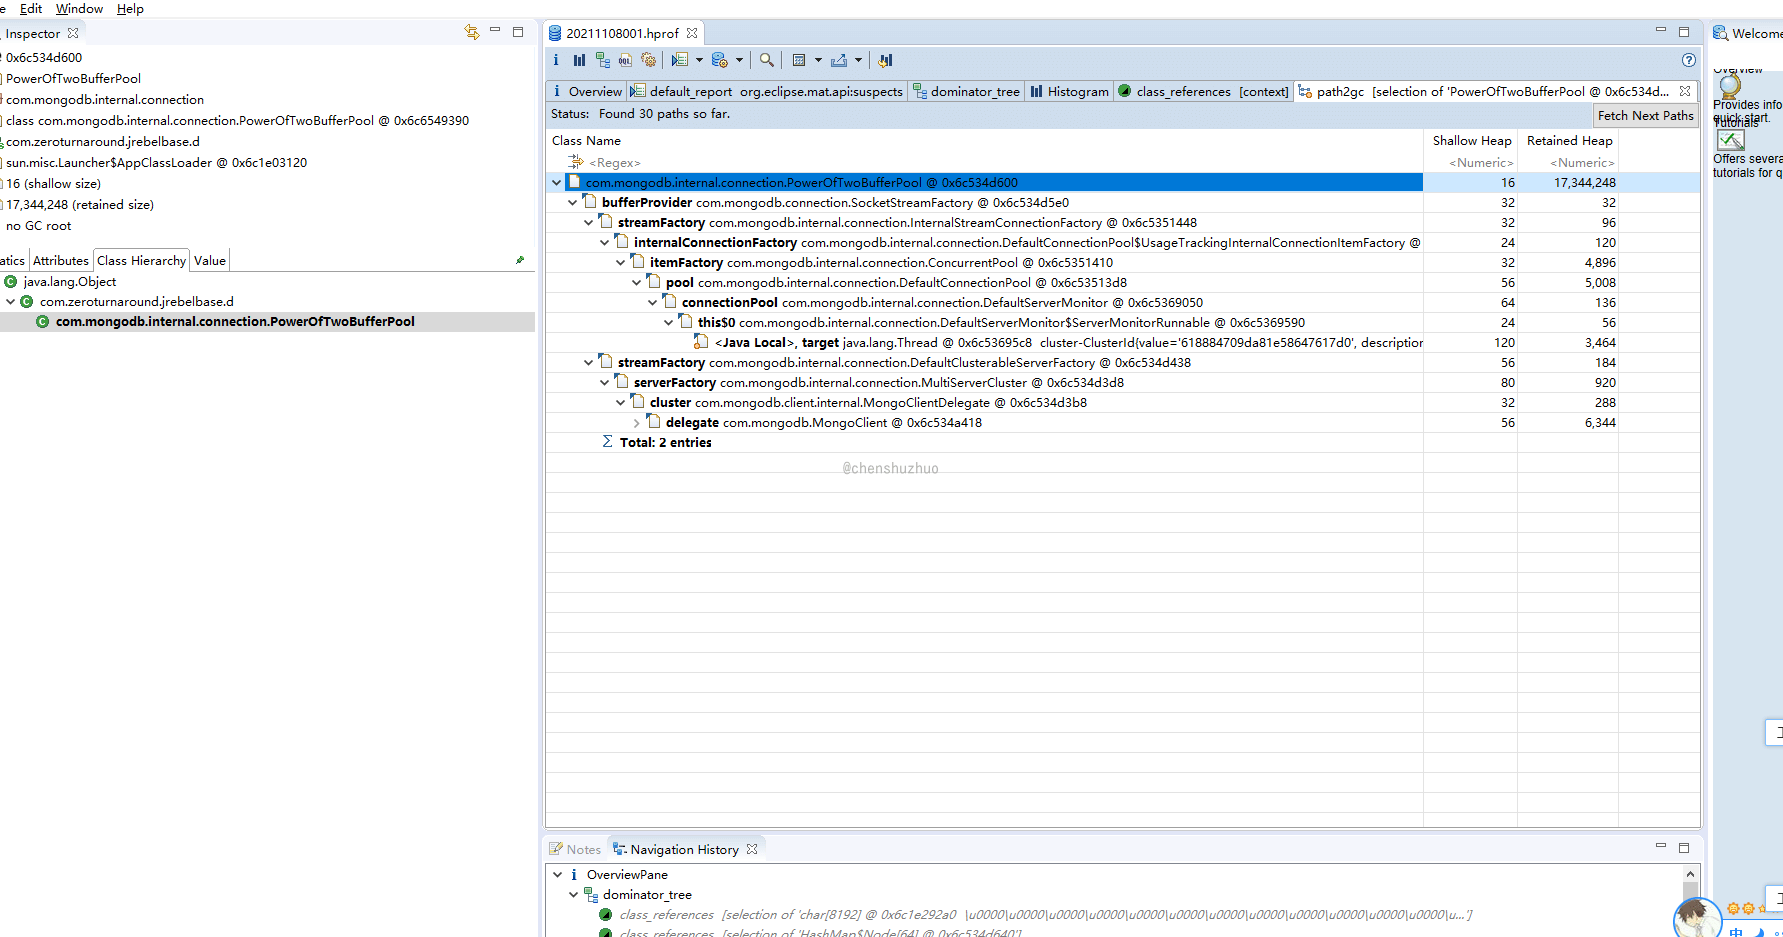 e Edit Window Help
Inspector
0x6c534d600
PowerOfTwoBufferPool
com.mongodb.internal.connection
class com.mongodb.internal.connection.PowerOfTwoBufferPool @ 0x6c6549390
com.zeroturnaround.jrebelbase.d
sun.misc.Launcher$AppClassLoader @ 0x6c1e03120
16 (shallow size)
17,344,248 (retained size)
no GC root
atics Attributes Class Hierarchy Value
java.lang.Object
com.zeroturnaround.jrebelbase.d
com.mongodb.internal.connection.PowerOfTwoBufferPool
20211108001.hprof
i Overview default_report org.eclipse.mat.api:suspects dominator_tree Histogram class_references [context] path2gc [selection of 'PowerOfTwoBufferPool @ 0x6c534d...
Status: Found 30 paths so far.
Fetch Next Paths
Class Name Shallow Heap Retained Heap
<Regex> <Numeric> <Numeric>
com.mongodb.internal.connection.PowerOfTwoBufferPool @ 0x6c534d600 16 17,344,248
bufferProvider com.mongodb.connection.SocketStreamFactory @ 0x6c534d5e0 32 32
streamFactory com.mongodb.internal.connection.InternalStreamConnectionFactory @ 0x6c5351448 32 96
internalConnectionFactory com.mongodb.internal.connection.DefaultConnectionPool$UsageTrackingInternalConnectionItemFactory @ 24 120
itemFactory com.mongodb.internal.connection.ConcurrentPool @ 0x6c5351410 32 4,896
pool com.mongodb.internal.connection.DefaultConnectionPool @ 0x6c53513d8 56 5,008
connectionPool com.mongodb.internal.connection.DefaultServerMonitor @ 0x6c5369050 64 136
this$0 com.mongodb.internal.connection.DefaultServerMonitor$ServerMonitorRunnable @ 0x6c5369590 24 56
<Java Local>, target java.lang.Thread @ 0x6c53695c8 cluster-ClusterId{value='618884709da81e58647617d0', description 120 3,464
streamFactory com.mongodb.internal.connection.DefaultClusterableServerFactory @ 0x6c534d438 56 184
serverFactory com.mongodb.internal.connection.MultiServerCluster @ 0x6c534d3d8 80 920
cluster com.mongodb.client.internal.MongoClientDelegate @ 0x6c534d3b8 32 288
delegate com.mongodb.MongoClient @ 0x6c534a418 56 6,344
Σ Total: 2 entries
@chenshuzhuo
Notes Navigation History
i OverviewPane
dominator_tree
class_references [selection of 'char[8192] @ 0x6c1e292a0 \u0000\u0000\u0000\u0000\u0000\u0000\u0000\u0000\u0000\u0000\u0000\u0000\u...']
class_references [selection of 'HashMap$Node[64] @ 0x6c534d640']
Welcome
Overview
Provides info
quick start.
Tutorials
Offers severa
tutorials for q
中